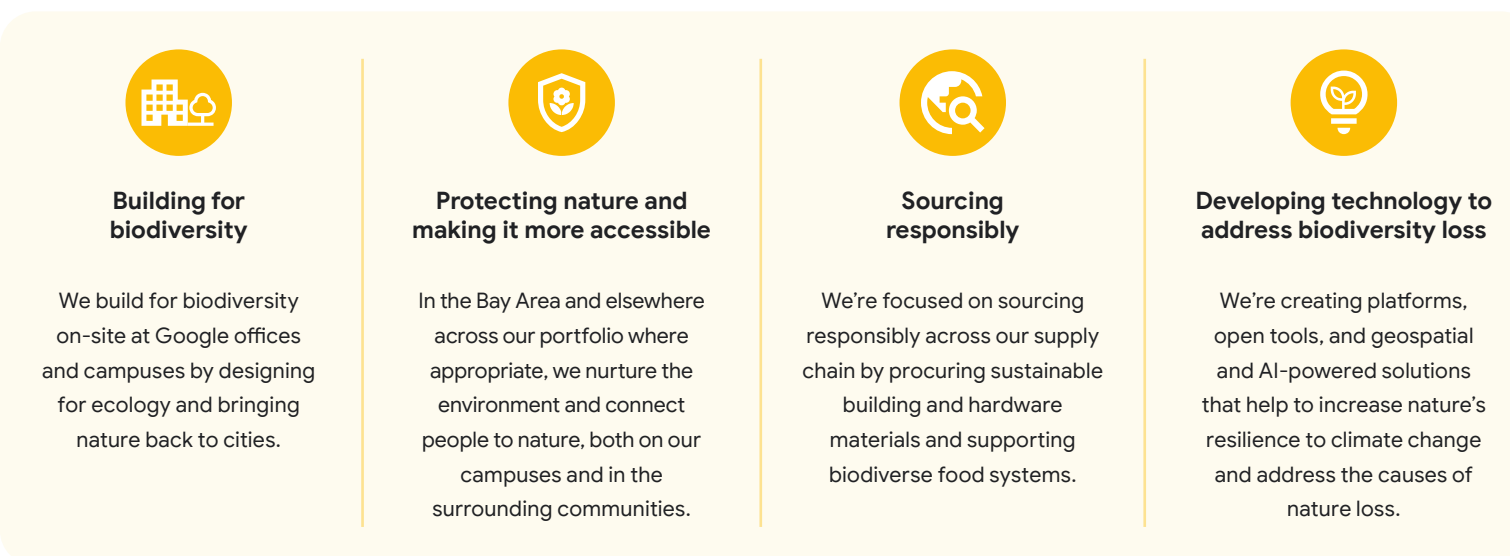 Building for
biodiversity
We build for biodiversity
on-site at Google offices
and campuses by designing
for ecology and bringing
nature back to cities.
Protecting nature and
making it more accessible
In the Bay Area and elsewhere
across our portfolio where
appropriate, we nurture the
environment and connect
people to nature, both on our
campuses and in the
surrounding communities.
Sourcing
responsibly
We’re focused on sourcing
responsibly across our supply
chain by procuring sustainable
building and hardware
materials and supporting
biodiverse food systems.
Developing technology to
address biodiversity loss
We’re creating platforms,
open tools, and geospatial
and AI-powered solutions
that help to increase nature’s
resilience to climate change
and address the causes of
nature loss.